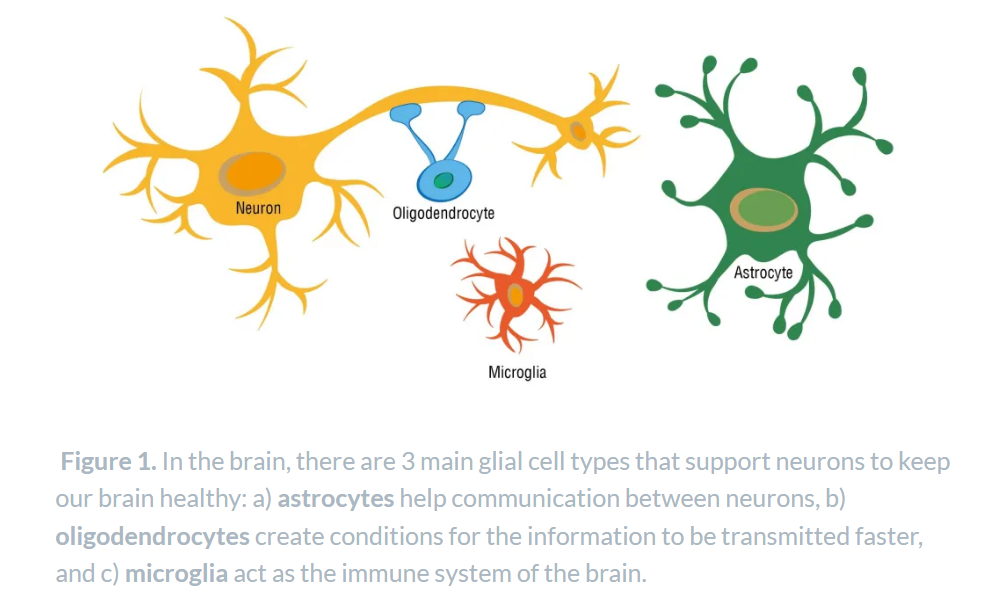 Neuron
Oligodendrocyte
Astrocyte
Microglia
Figure 1. In the brain, there are 3 main glial cell types that support neurons to keep
our brain healthy: a) astrocytes help communication between neurons, b)
oligodendrocytes create conditions for the information to be transmitted faster,
and c) microglia act as the immune system of the brain.